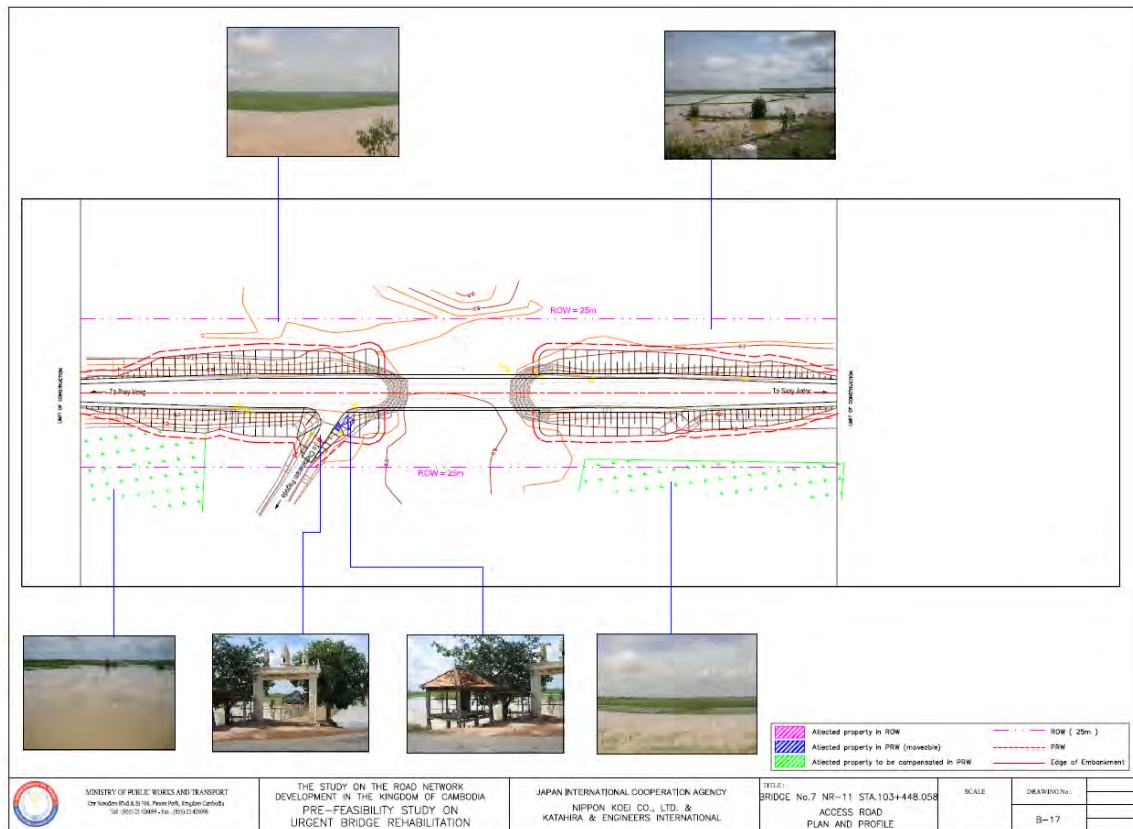 ROW = 25m
LIMIT OF CONSTRUCTION
To Prey Veng
To Svay Antor
LIMIT OF CONSTRUCTION
Pagoda
ROW = 25m
Affected property in ROW
Affected property in PRW (moveable)
Affected property to be compensated in PRW
ROW ( 25m )
PRW
Edge of Embankment
MINISTRY OF PUBLIC WORKS AND TRANSPORT
THE STUDY ON THE ROAD NETWORK
DEVELOPMENT IN THE KINGDOM OF CAMBODIA
PRE-FEASIBILITY STUDY ON
URGENT BRIDGE REHABILITATION
JAPAN INTERNATIONAL COOPERATION AGENCY
NIPPON KOEI CO., LTD. &
KATAHIRA & ENGINEERS INTERNATIONAL
TITLE :
BRIDGE No.7 NR-11 STA.103+448.058
ACCESS ROAD
PLAN AND PROFILE
SCALE
DRAWING No :
B-17